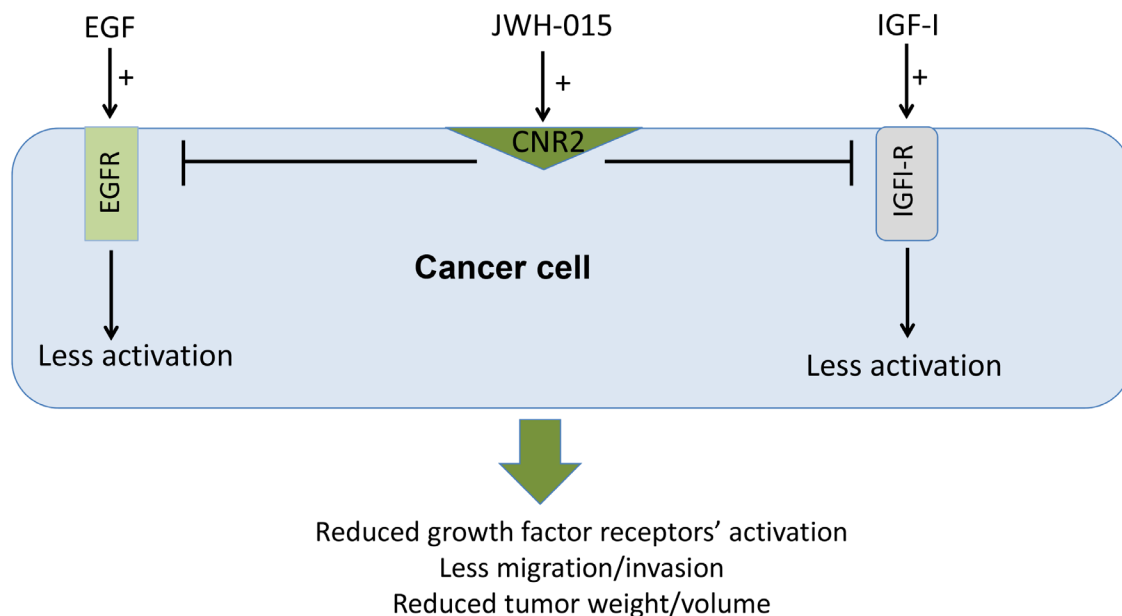 EGF
JWH-015
IGF-I
+
+
+
CNR2
EGFR
IGFI-R
Cancer cell
Less activation
Less activation
Reduced growth factor receptors’ activation
Less migration/invasion
Reduced tumor weight/volume